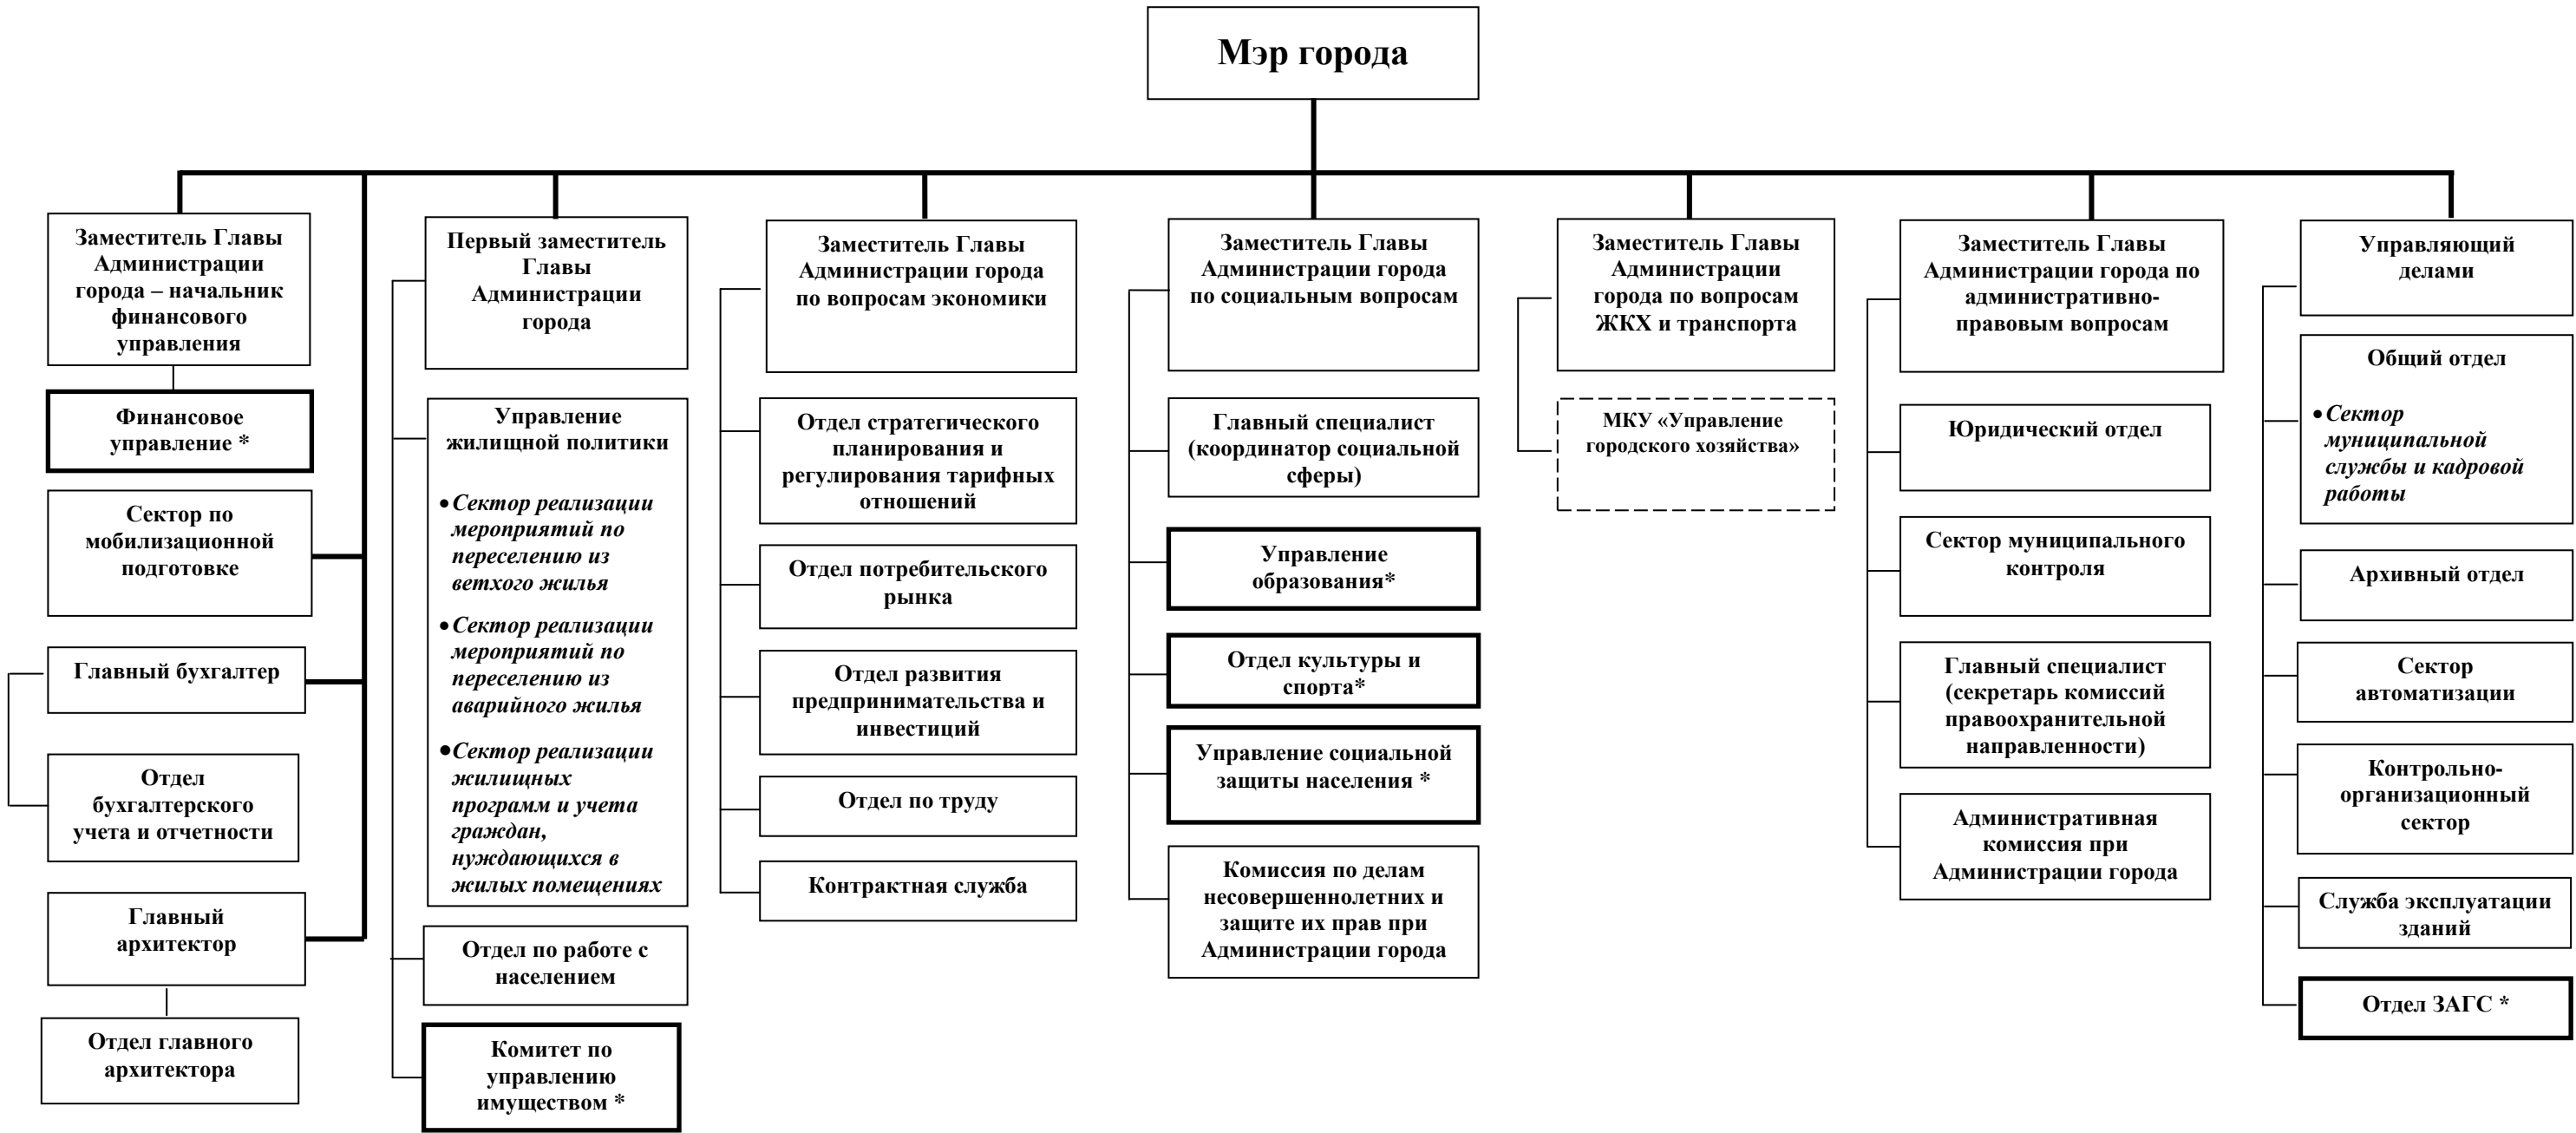 Мэр города
Заместитель Главы
Администрации
города – начальник
финансового
управления
Финансовое
управление *
Сектор по
мобилизационной
подготовке
Главный бухгалтер
Отдел
бухгалтерского
учета и отчетности
Главный
архитектор
Отдел главного
архитектора
Первый заместитель
Главы
Администрации
города
Управление
жилищной политики
• Сектор реализации
мероприятий по
переселению из
ветхого жилья
• Сектор реализации
мероприятий по
переселению из
аварийного жилья
• Сектор реализации
жилищных
программ и учета
граждан,
нуждающихся в
жилых помещениях
Отдел по работе с
населением
Комитет по
управлению
имуществом *
Заместитель Главы
Администрации города
по вопросам экономики
Отдел стратегического
планирования и
регулирования тарифных
отношений
Отдел потребительского
рынка
Отдел развития
предпринимательства и
инвестиций
Отдел по труду
Контрактная служба
Заместитель Главы
Администрации города
по социальным вопросам
Главный специалист
(координатор социальной
сферы)
Управление
образования*
Отдел культуры и
спорта*
Управление социальной
защиты населения *
Комиссия по делам
несовершеннолетних и
защите их прав при
Администрации города
Заместитель Главы
Администрации
города по вопросам
ЖКХ и транспорта
МКУ «Управление
городского хозяйства»
Заместитель Главы
Администрации города по
административно-
правовым вопросам
Юридический отдел
Сектор муниципального
контроля
Главный специалист
(секретарь комиссий
правоохранительной
направленности)
Административная
комиссия при
Администрации города
Управляющий
делами
Общий отдел
• Сектор
муниципальной
службы и кадровой
работы
Архивный отдел
Сектор
автоматизации
Контрольно-
организационный
сектор
Служба эксплуатации
зданий
Отдел ЗАГС *